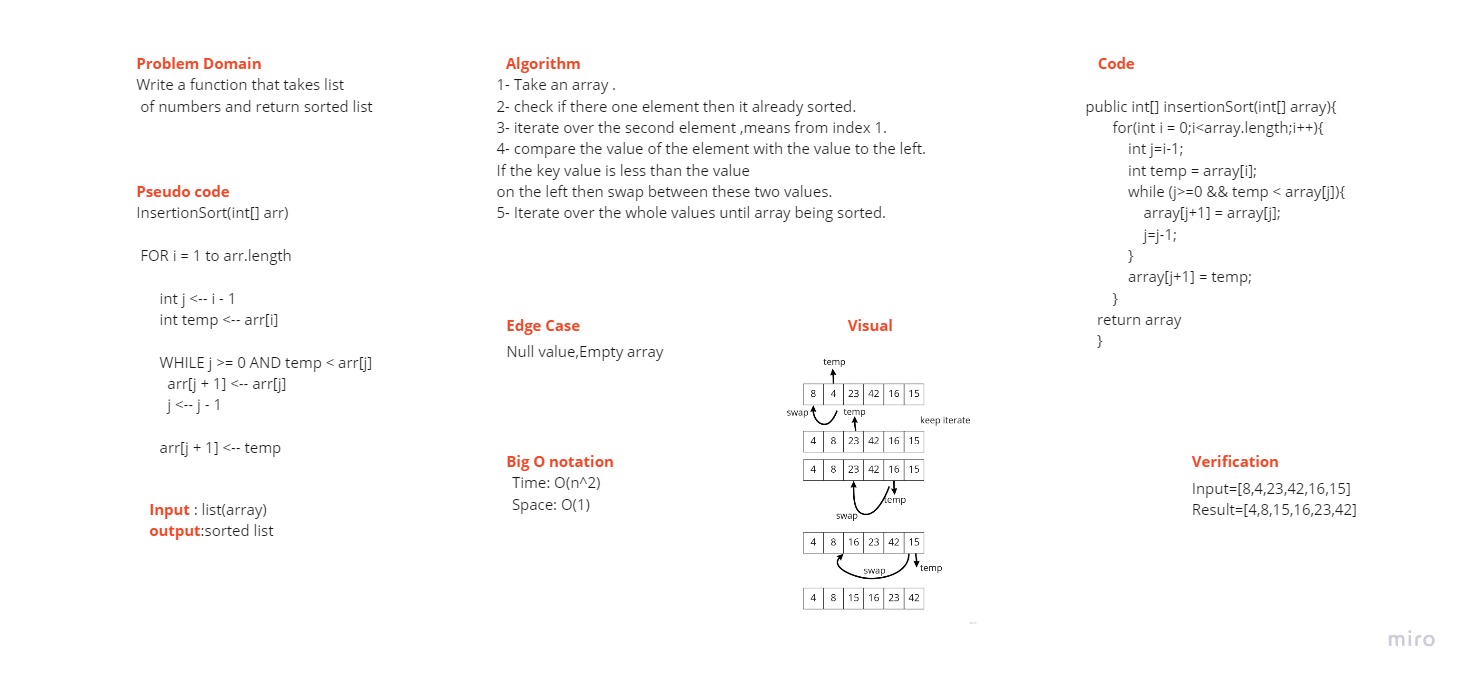 Problem Domain
Write a function that takes list
of numbers and return sorted list
Pseudo code
InsertionSort(int[] arr)
FOR i = 1 to arr.length
int j <-- i - 1
int temp <-- arr[i]
WHILE j >= 0 AND temp < arr[j]
arr[j + 1] <-- arr[j]
j <-- j - 1
arr[j + 1] <-- temp
Input : list(array)
output:sorted list
Algorithm
1- Take an array .
2- check if there one element then it already sorted.
3- iterate over the second element ,means from index 1.
4- compare the value of the element with the value to the left.
If the key value is less than the value
on the left then swap between these two values.
5- Iterate over the whole values until array being sorted.
Edge Case
Null value,Empty array
Big O notation
Time: O(n^2)
Space: O(1)
Visual
temp
8 4 23 42 16 15
swap temp
keep iterate
4 8 23 42 16 15
4 8 23 42 16 15
temp
swap
4 8 16 23 42 15
swap temp
4 8 15 16 23 42
Code
public int[] insertionSort(int[] array){
for(int i = 0;i<array.length;i++){
int j=i-1;
int temp = array[i];
while (j>=0 && temp < array[j]){
array[j+1] = array[j];
j=j-1;
}
array[j+1] = temp;
}
return array
}
Verification
Input=[8,4,23,42,16,15]
Result=[4,8,15,16,23,42]
miro